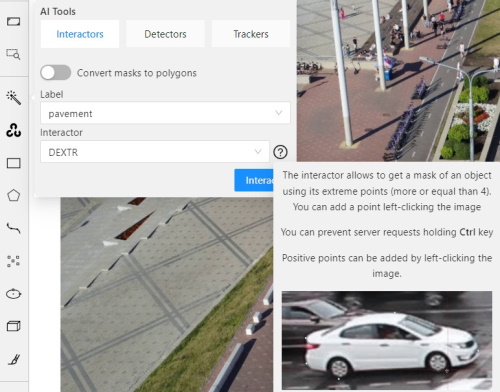 AI Tools
Interactors
Detectors
Trackers
Convert masks to polygons
Label
pavement
Interactor
DEXTR
The interactor allows to get a mask of an object
using its extreme points (more or equal than 4).
You can add a point left-clicking the image
You can prevent server requests holding Ctrl key
Positive points can be added by left-clicking the
image.